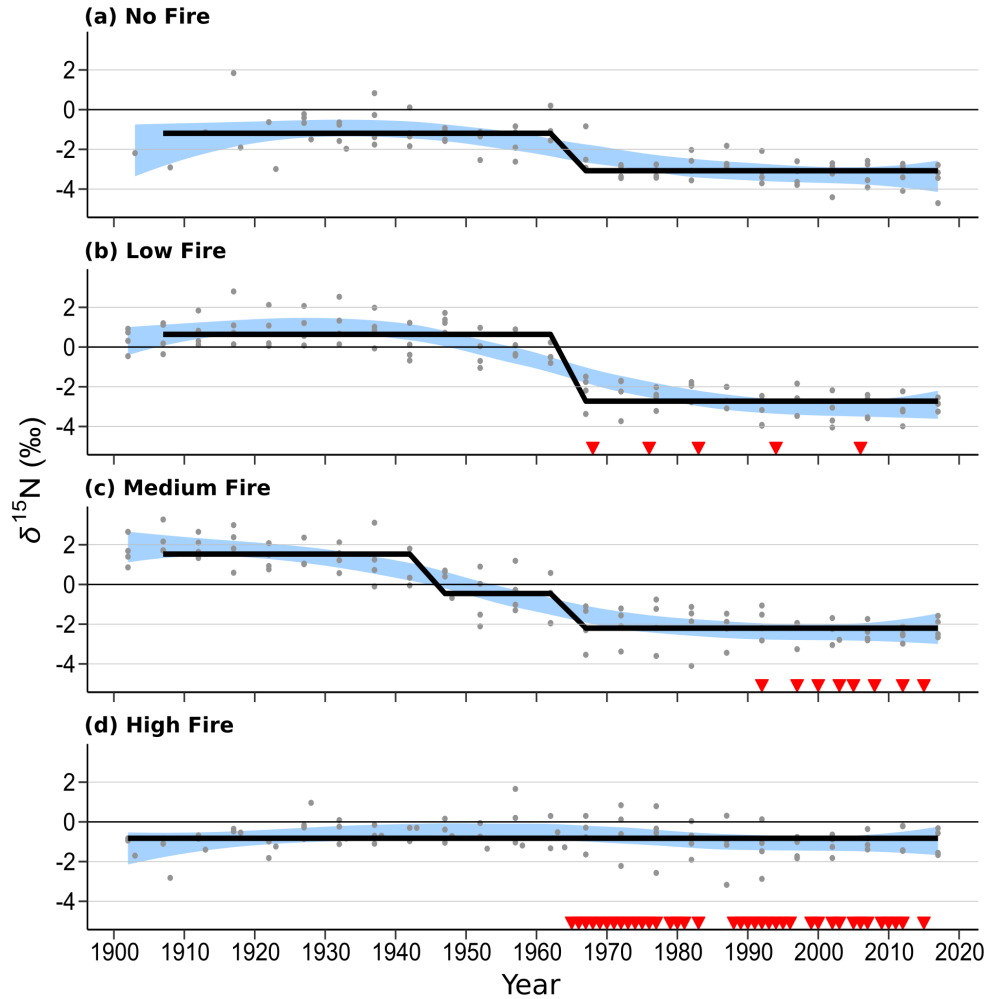 (a) No Fire
2
0
-2
-4
(b) Low Fire
2
0
-2
-4
δ ¹⁵N (‰)
(c) Medium Fire
2
0
-2
-4
(d) High Fire
2
0
-2
-4
1900 1910 1920 1930 1940 1950 1960 1970 1980 1990 2000 2010 2020
Year